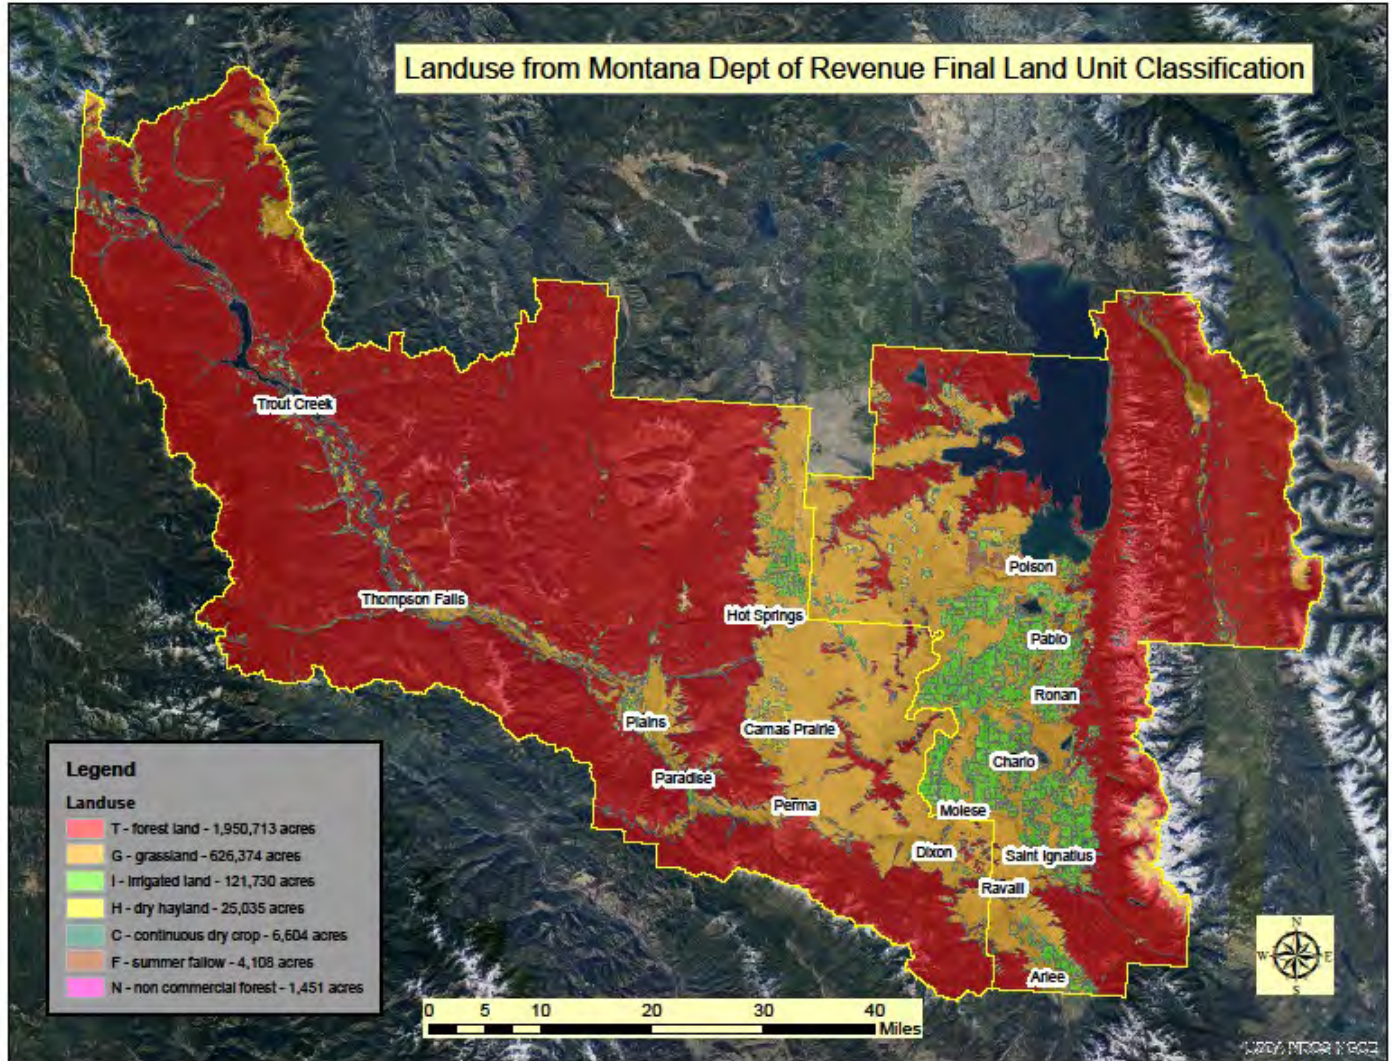 Landuse from Montana Dept of Revenue Final Land Unit Classification
Trout Creek
Thompson Falls
Hot Springs
Polson
Pablo
Ronan
Plains
Camas Prairie
Charlo
Paradise
Perma
Molese
Dixon
Saint Ignatius
Ravalli
Arlee
Legend
Landuse
T - forest land - 1,950,713 acres
G - grassland - 626,374 acres
I - irrigated land - 121,730 acres
H - dry hayland - 25,035 acres
C - continuous dry crop - 6,604 acres
F - summer fallow - 4,108 acres
N - non commercial forest - 1,451 acres
0 5 10 20 30 40
Miles
N
W E
S